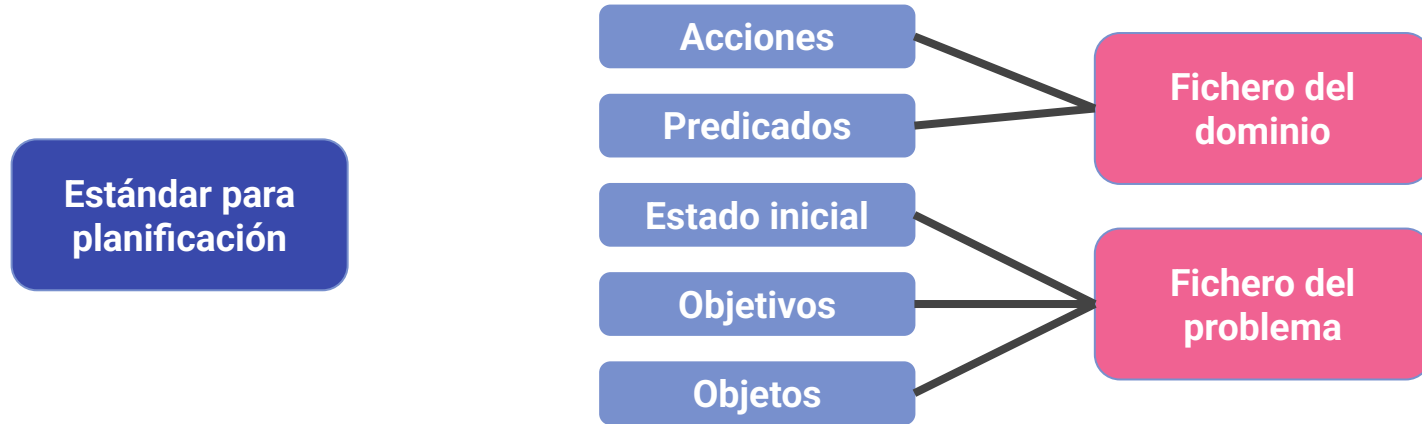 Estándar para
planificación
Acciones
Predicados
Estado inicial
Objetivos
Objetos
Fichero del
dominio
Fichero del
problema